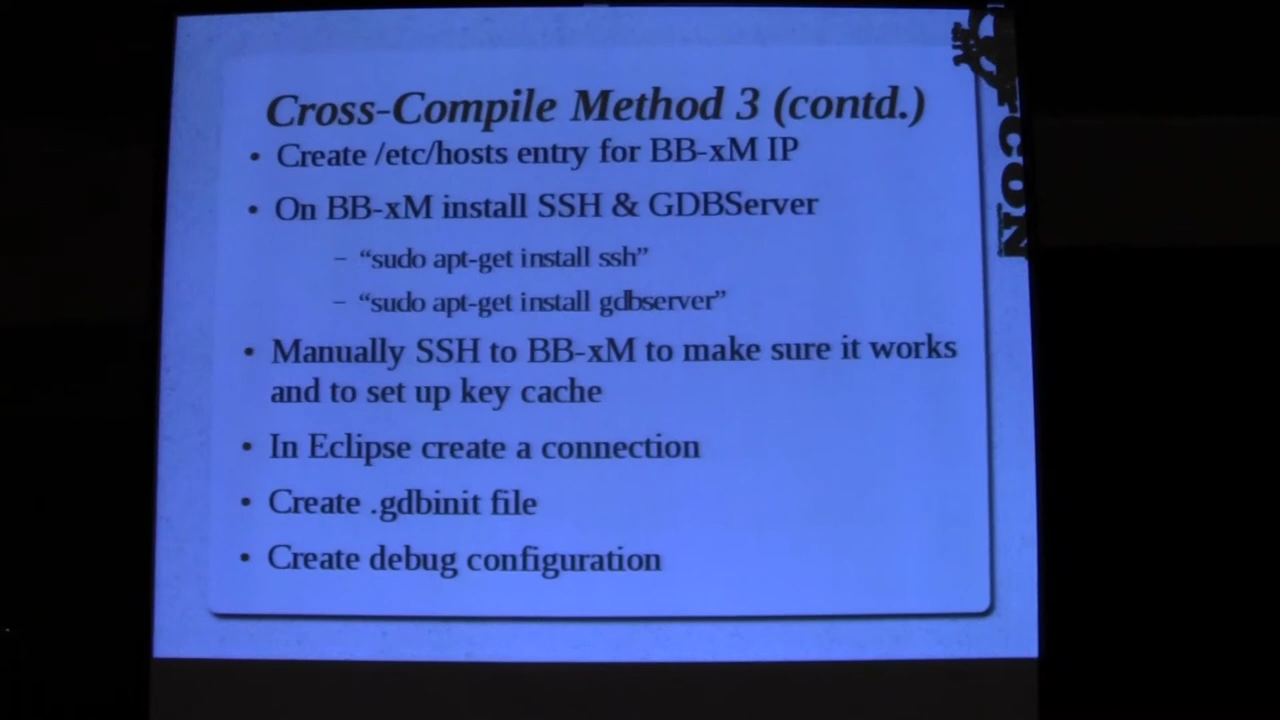 Cross-Compile Method 3 (contd.)
• Create /etc/hosts entry for BB-xM IP
• On BB-xM install SSH & GDBServer
– “sudo apt-get install ssh”
– “sudo apt-get install gdbserver”
• Manually SSH to BB-xM to make sure it works
and to set up key cache
• In Eclipse create a connection
• Create .gdbinit file
• Create debug configuration
CON